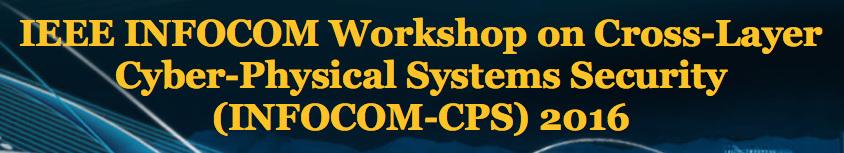 IEEE INFOCOM Workshop on Cross-Layer
Cyber-Physical Systems Security
(INFOCOM-CPS) 2016